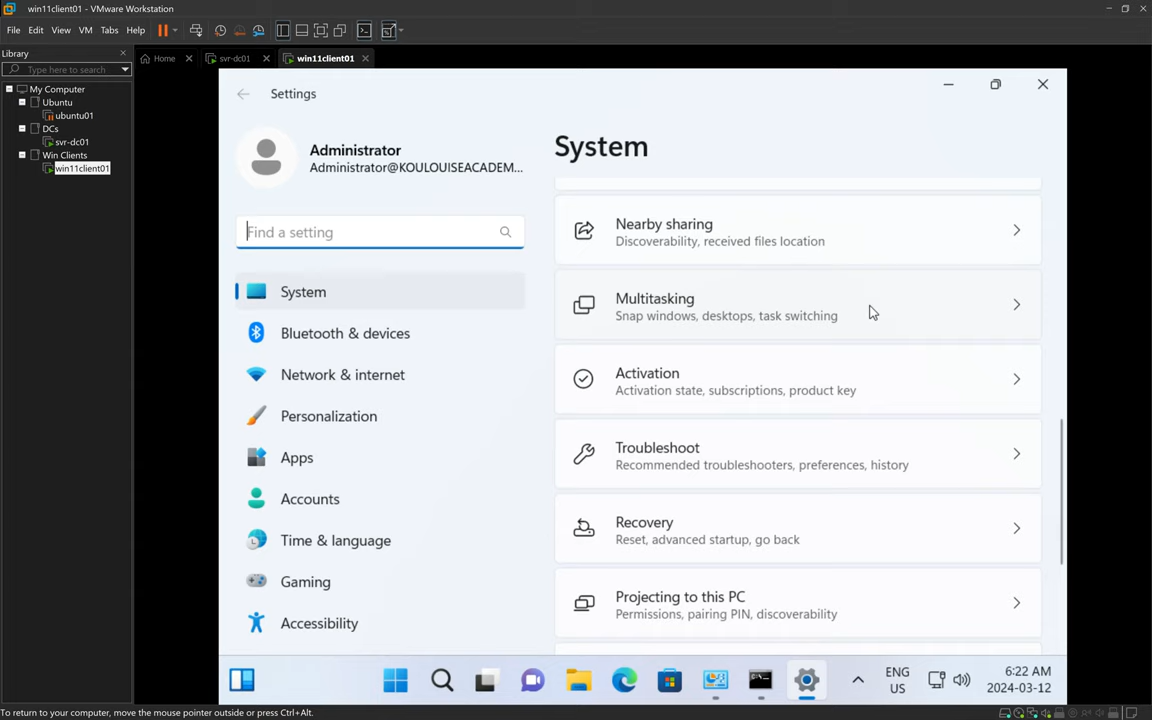 win11client01 - VMware Workstation
File Edit View VM Tabs Help
Library
Type here to search
My Computer
Ubuntu
ubuntu01
DCs
svr-dc01
Win Clients
win11client01
Home
svr-dc01
win11client01
Settings
Administrator
Administrator@KOULOUISEACADEM...
Find a setting
System
Bluetooth & devices
Network & internet
Personalization
Apps
Accounts
Time & language
Gaming
Accessibility
System
Nearby sharing
Discoverability, received files location
Multitasking
Snap windows, desktops, task switching
Activation
Activation state, subscriptions, product key
Troubleshoot
Recommended troubleshooters, preferences, history
Recovery
Reset, advanced startup, go back
Projecting to this PC
Permissions, pairing PIN, discoverability
ENG
US
6:22 AM
2024-03-12
To return to your computer, move the mouse pointer outside or press Ctrl+Alt.